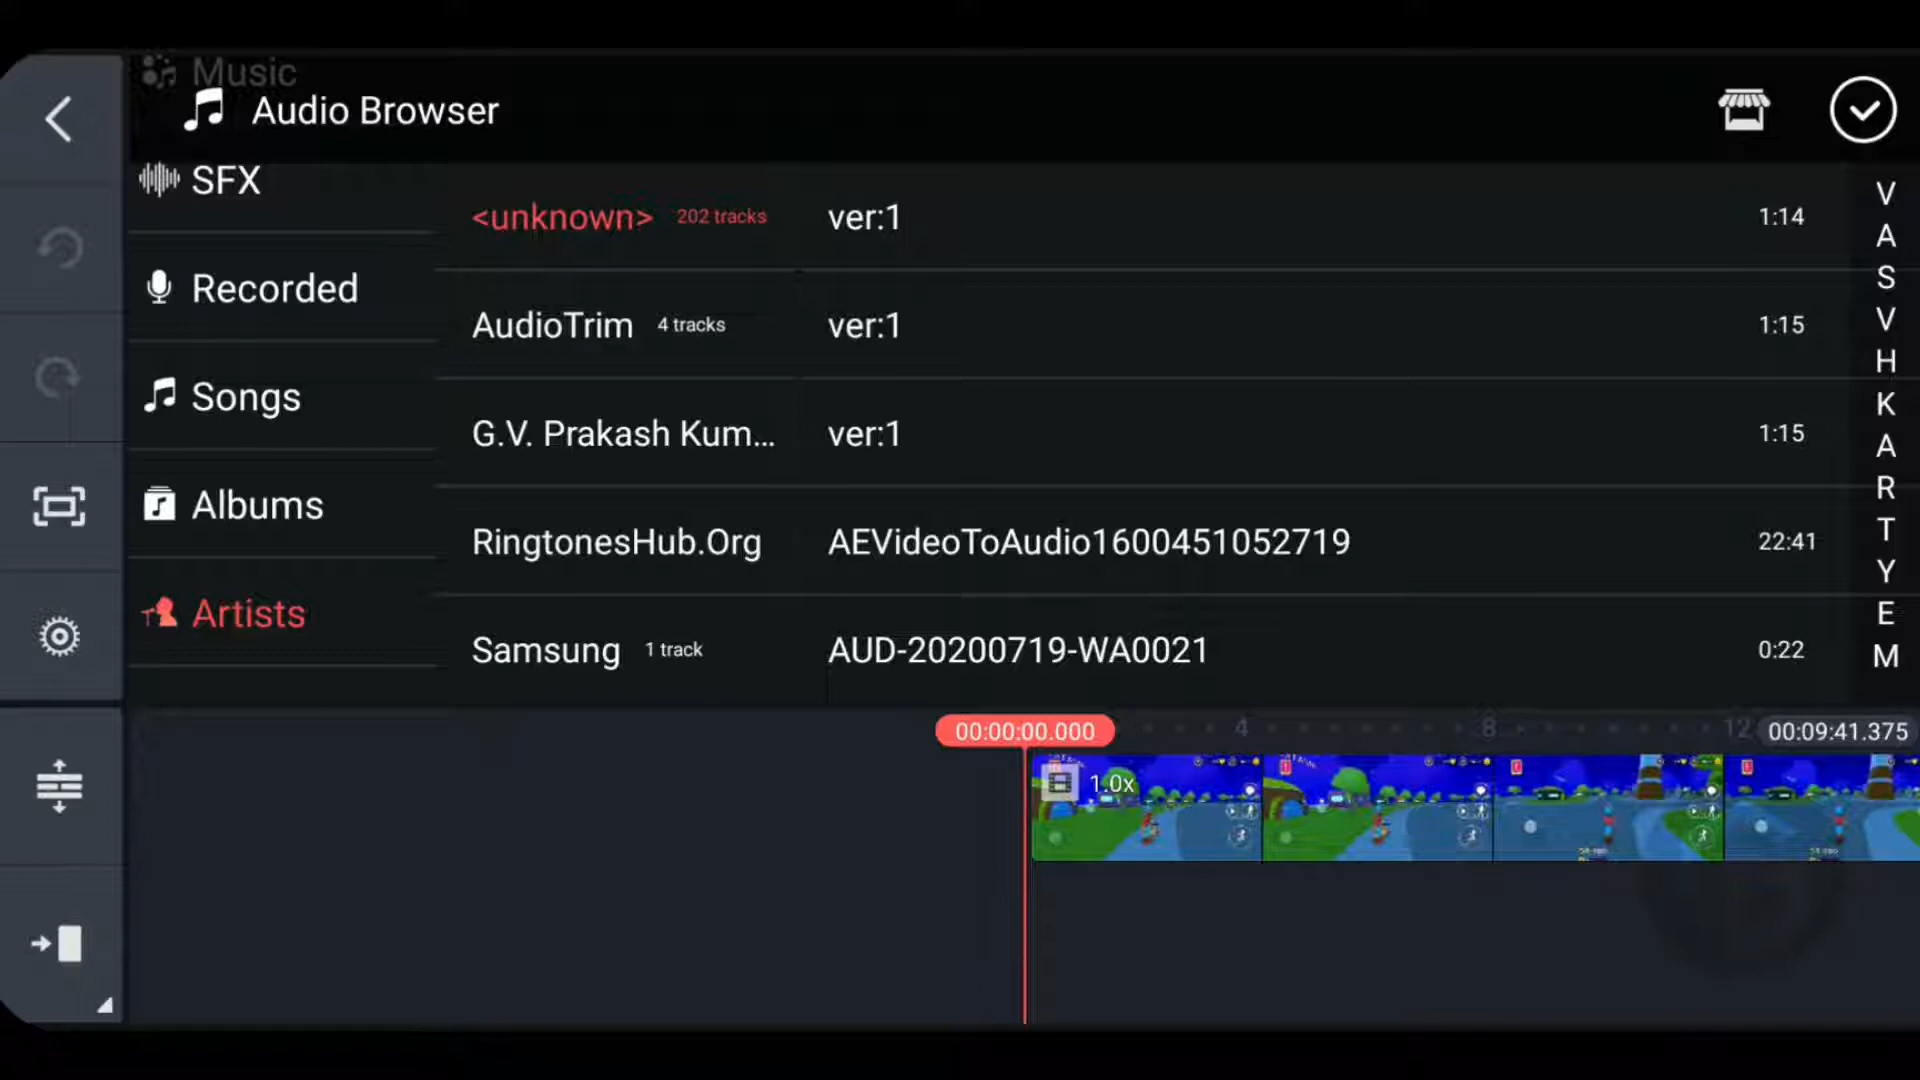 Music
Audio Browser
SFX
Recorded
Songs
Albums
Artists
<unknown> 202 tracks
AudioTrim 4 tracks
G.V. Prakash Kum...
RingtonesHub.Org
Samsung 1 track
ver:1 1:14
ver:1 1:15
ver:1 1:15
AEVideoToAudio1600451052719 22:41
AUD-20200719-WA0021 0:22
V
A
S
V
H
K
A
R
T
Y
E
M
00:00:00.000 4 8 12 00:09:41.375
1.0x